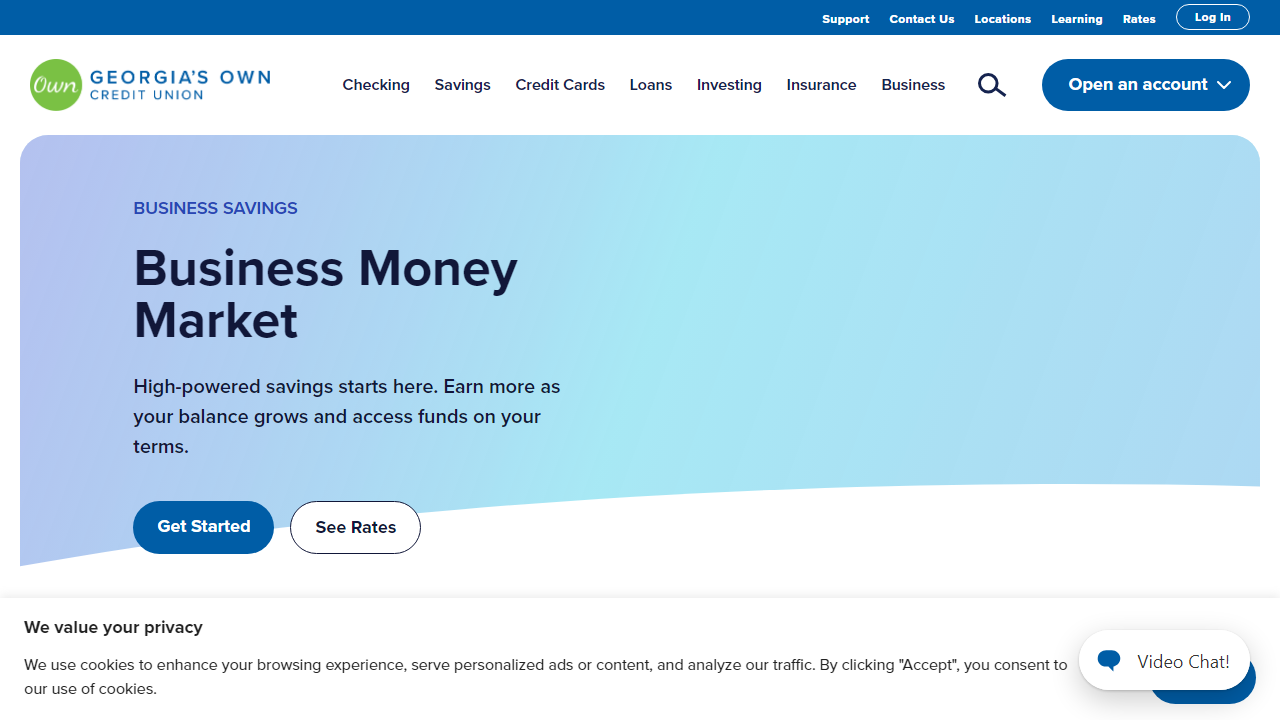 Support Contact Us Locations Learning Rates Log In
Own GEORGIA'S OWN
CREDIT UNION
Checking Savings Credit Cards Loans Investing Insurance Business Open an account
BUSINESS SAVINGS
Business Money
Market
High-powered savings starts here. Earn more as
your balance grows and access funds on your
terms.
Get Started See Rates
We value your privacy
We use cookies to enhance your browsing experience, serve personalized ads or content, and analyze our traffic. By clicking "Accept", you consent to
our use of cookies.
Video Chat!